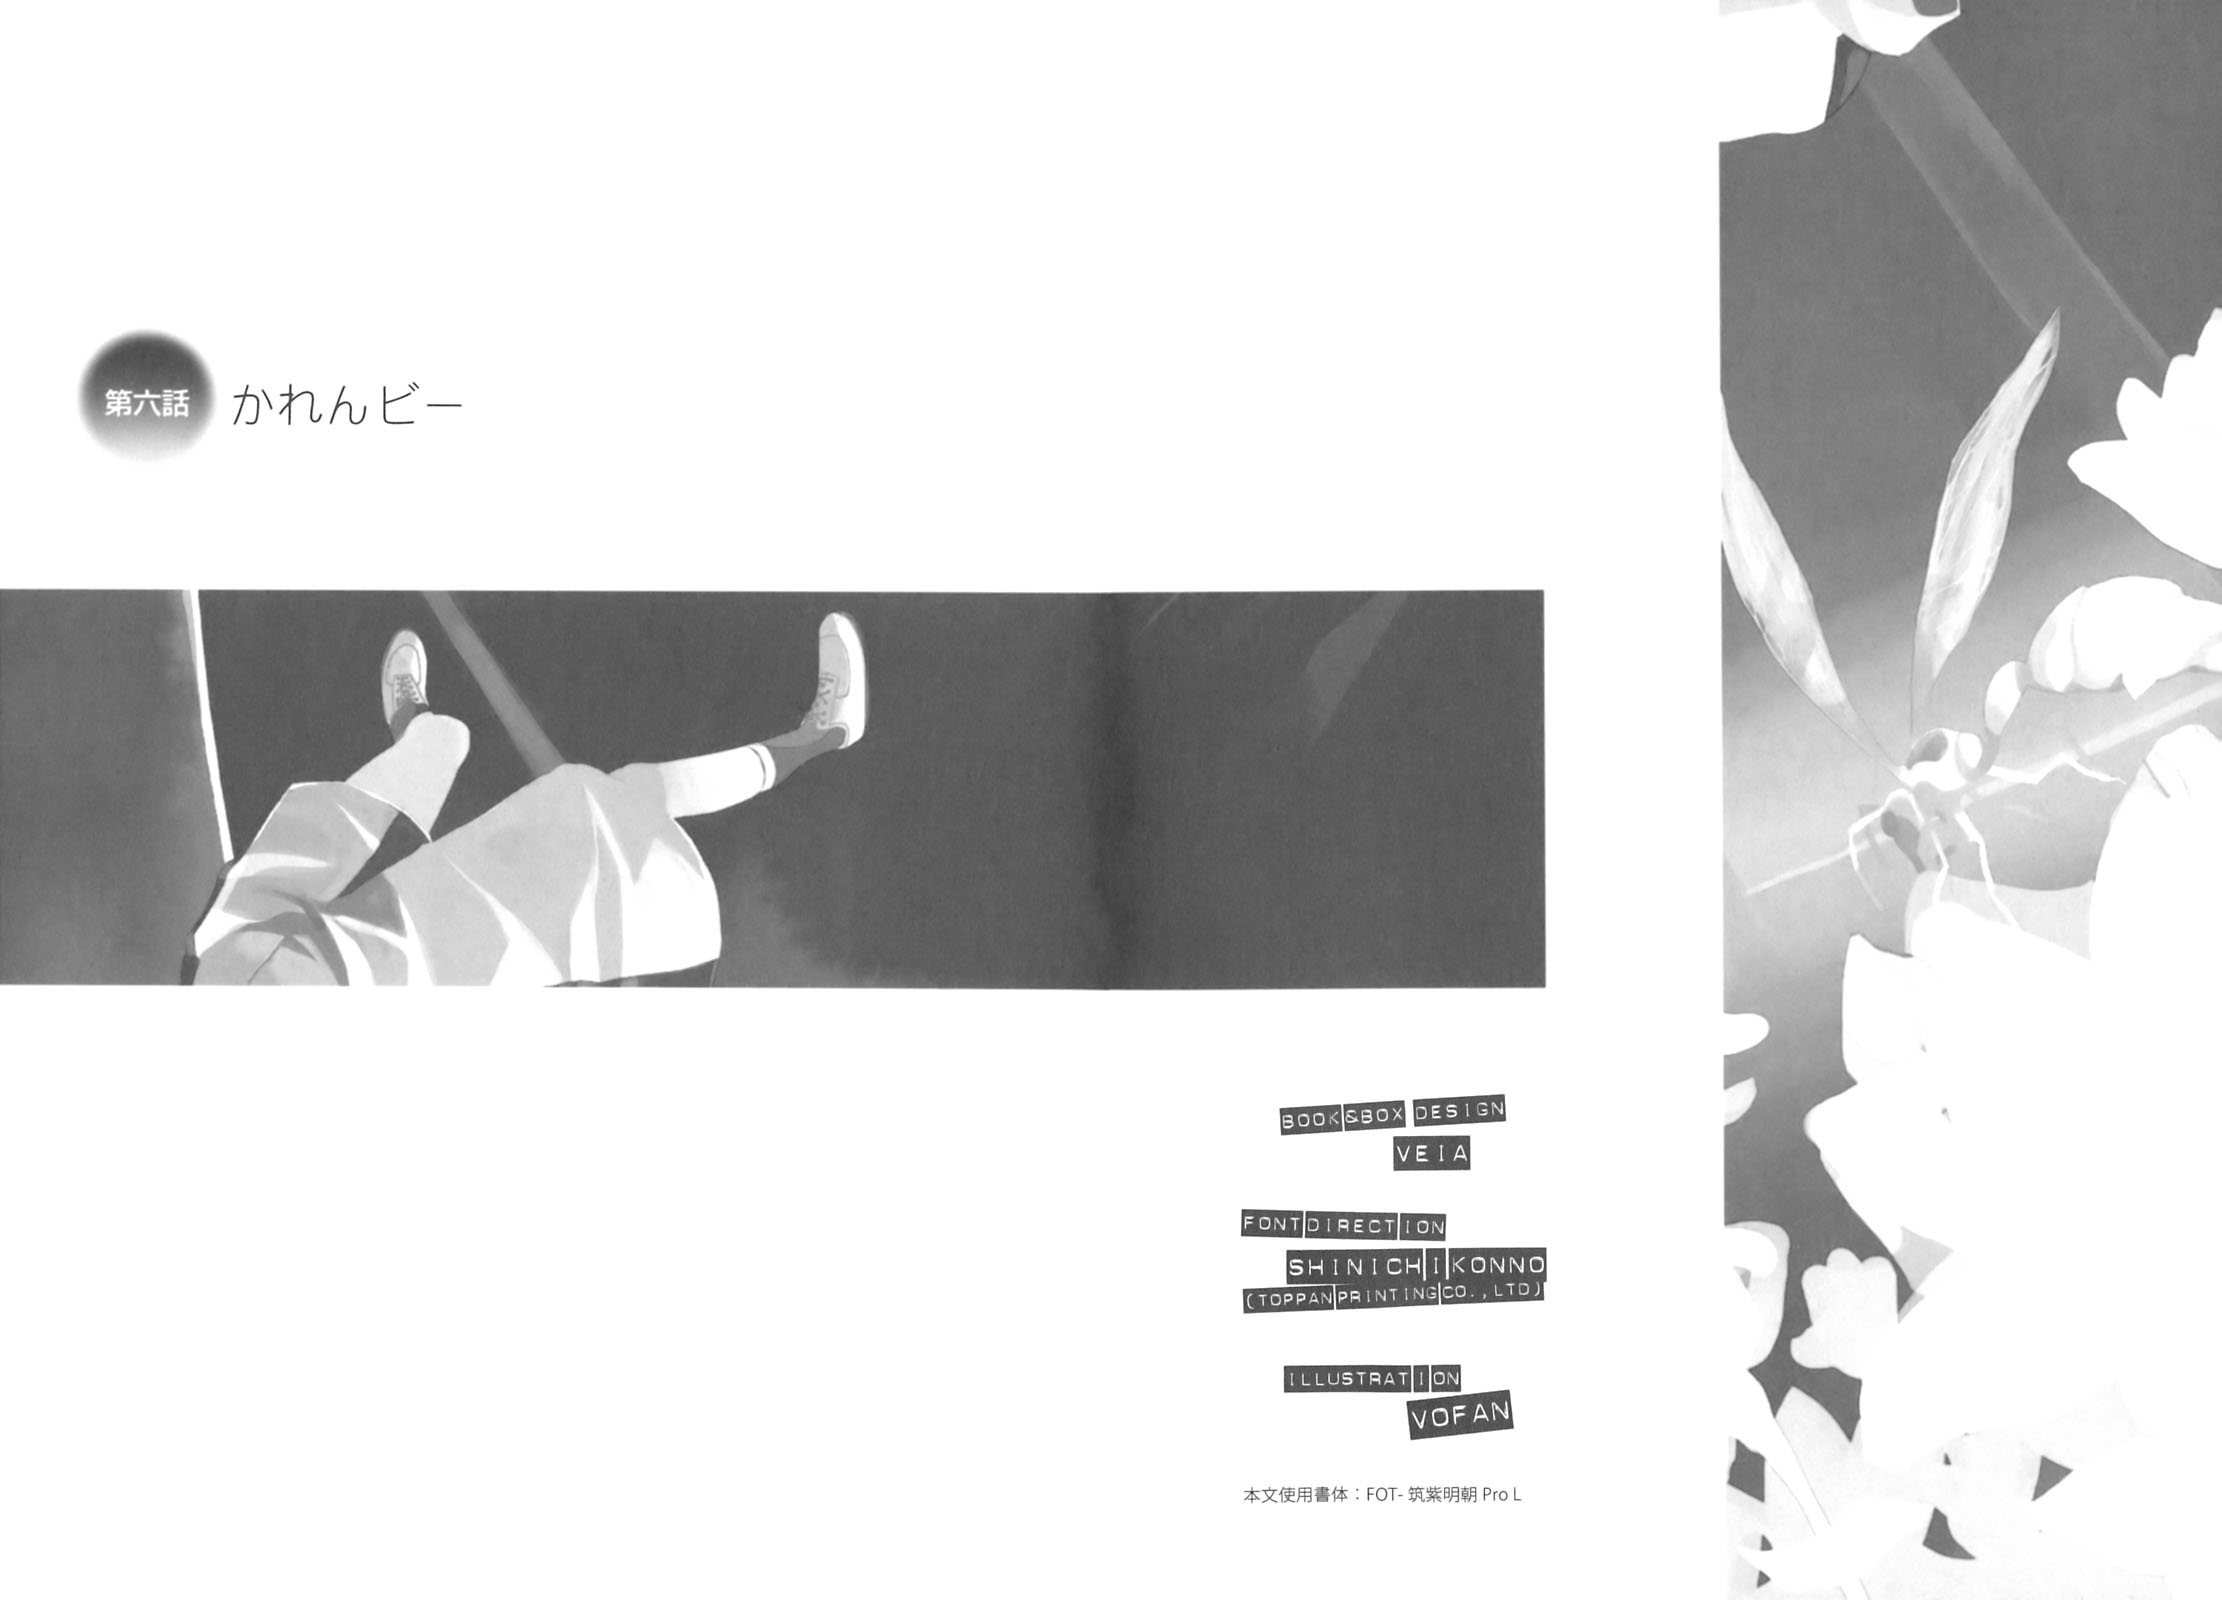 第六話 かれんビー
BOOK&BOX DESIGN
VEIA
FONT DIRECTION
SHINICHI KONNO
(TOPPAN PRINTING CO., LTD)
ILLUSTRATION
VOFAN
本文使用書体：FOT- 筑紫明朝 Pro L